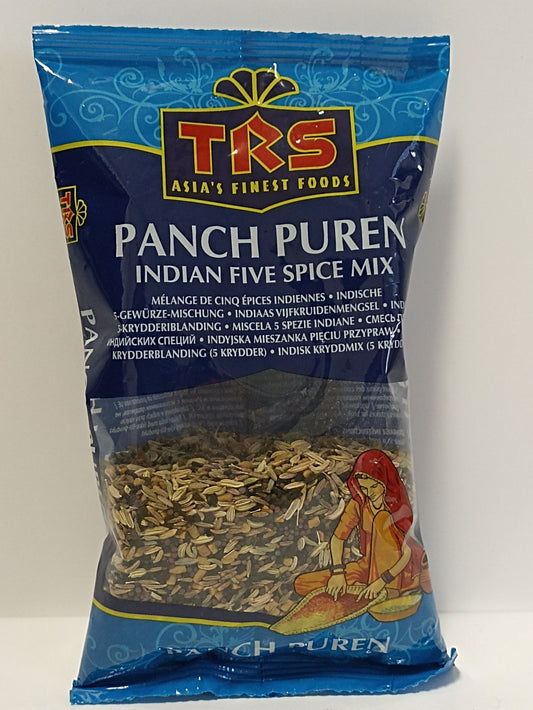 TRS
ASIA'S FINEST FOODS
PANCH PUREN
INDIAN FIVE SPICE MIX
MÉLANGE DE CINQ ÉPICES INDIENNES • INDISCHE
5-GEWÜRZE-MISCHUNG • INDIAAS VIJFKRUIDENMENGSEL •
5-KRYDDERIBLANDING • MISCELA 5 SPEZIE INDIANE • СМЕСЬ
ИНДИЙСКИХ СПЕЦИЙ • INDYJSKA MIESZANKA PIĘCIU PRZYPRAW •
KRYDDERBLANDING (5 KRYDDER) • INDISK KRYDDMIX (5
PANCH PUREN